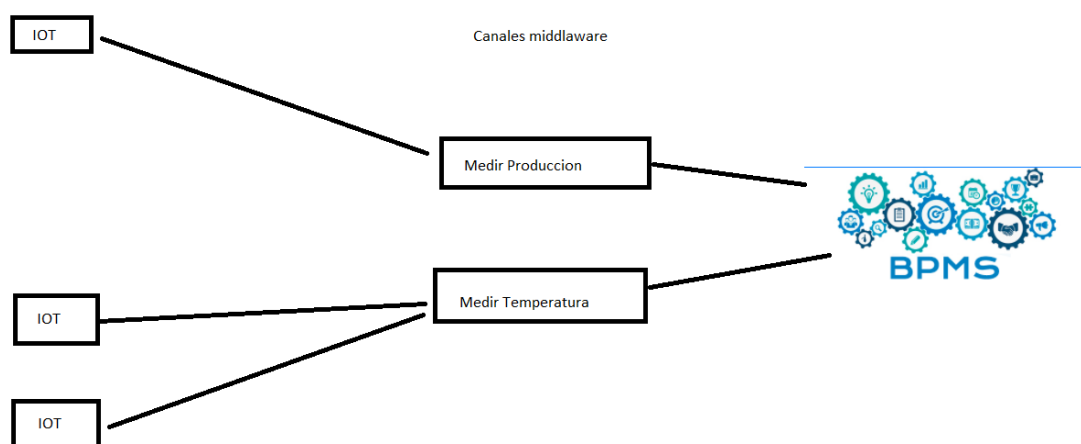 IOT
Canales middlaware
Medir Produccion
BPMS
Medir Temperatura
IOT
IOT